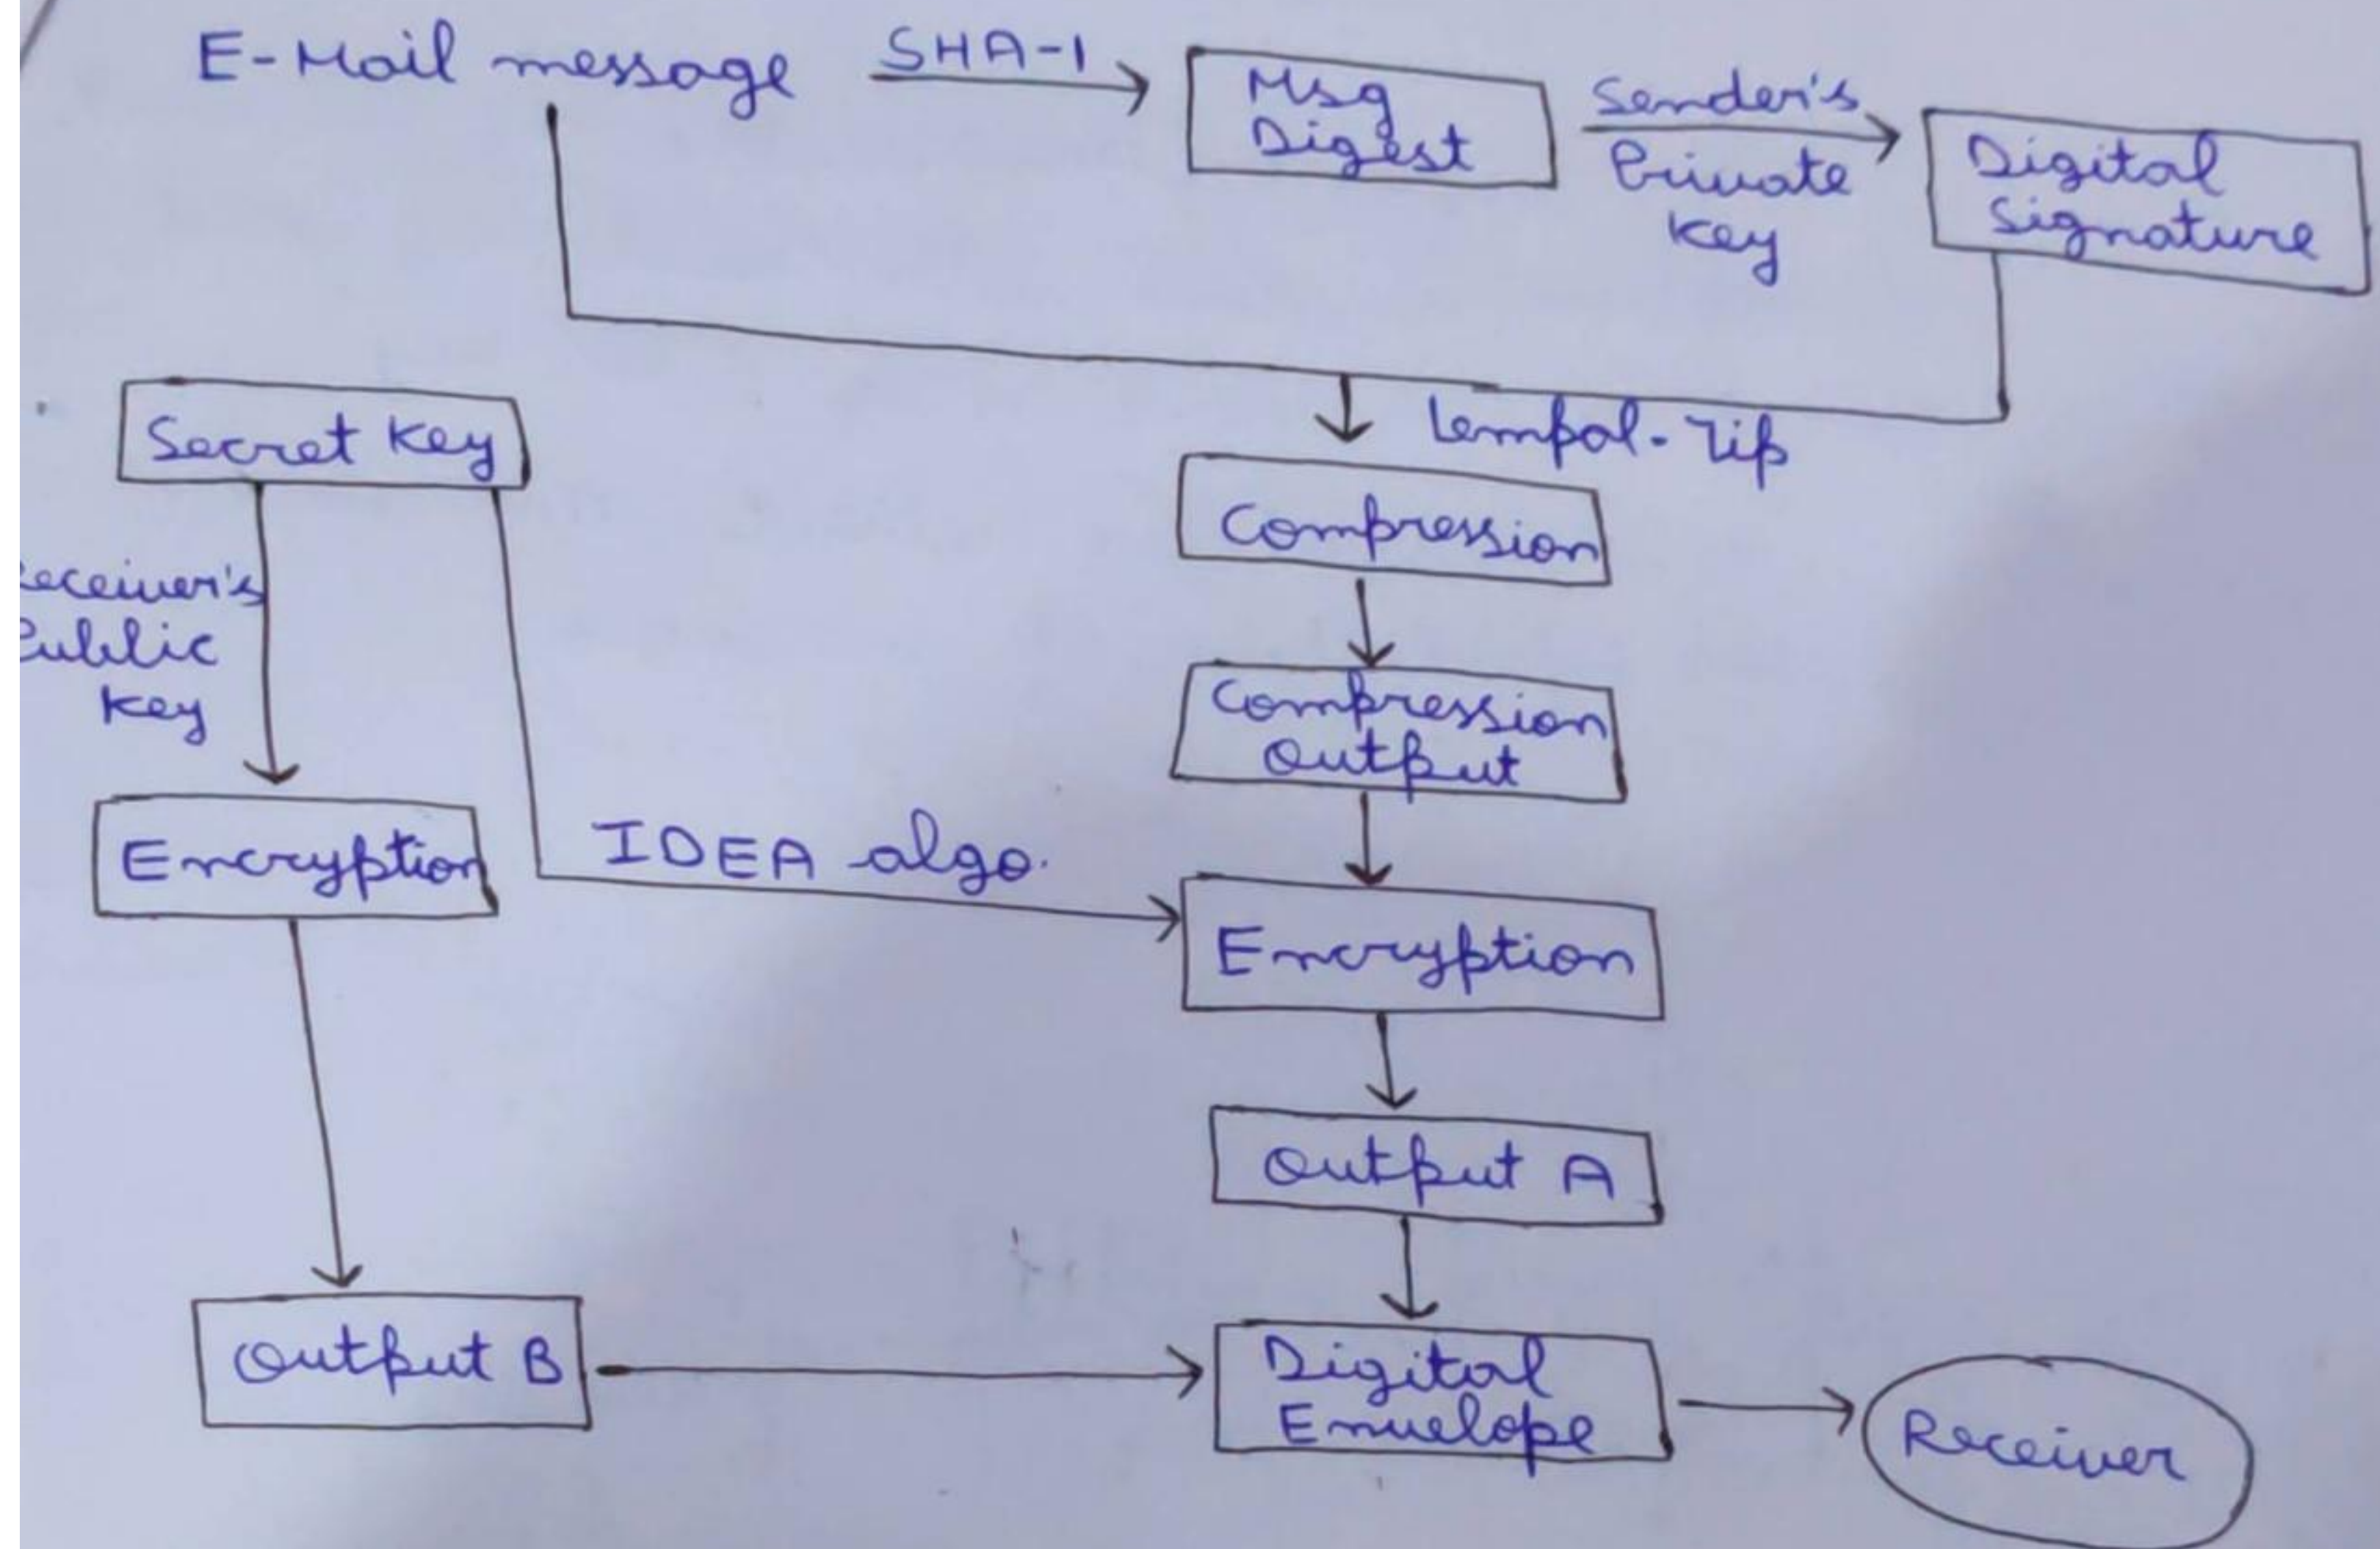 E-Mail message
SHA-1
Msg
Digest
Sender's
Private
Key
Digital
Signature
Lempal-Zip
Secret Key
Compression
Receiver's
Public
Key
Compression
Output
Encryption
IDEA algo.
Encryption
Output A
Output B
Digital
Envelope
Receiver